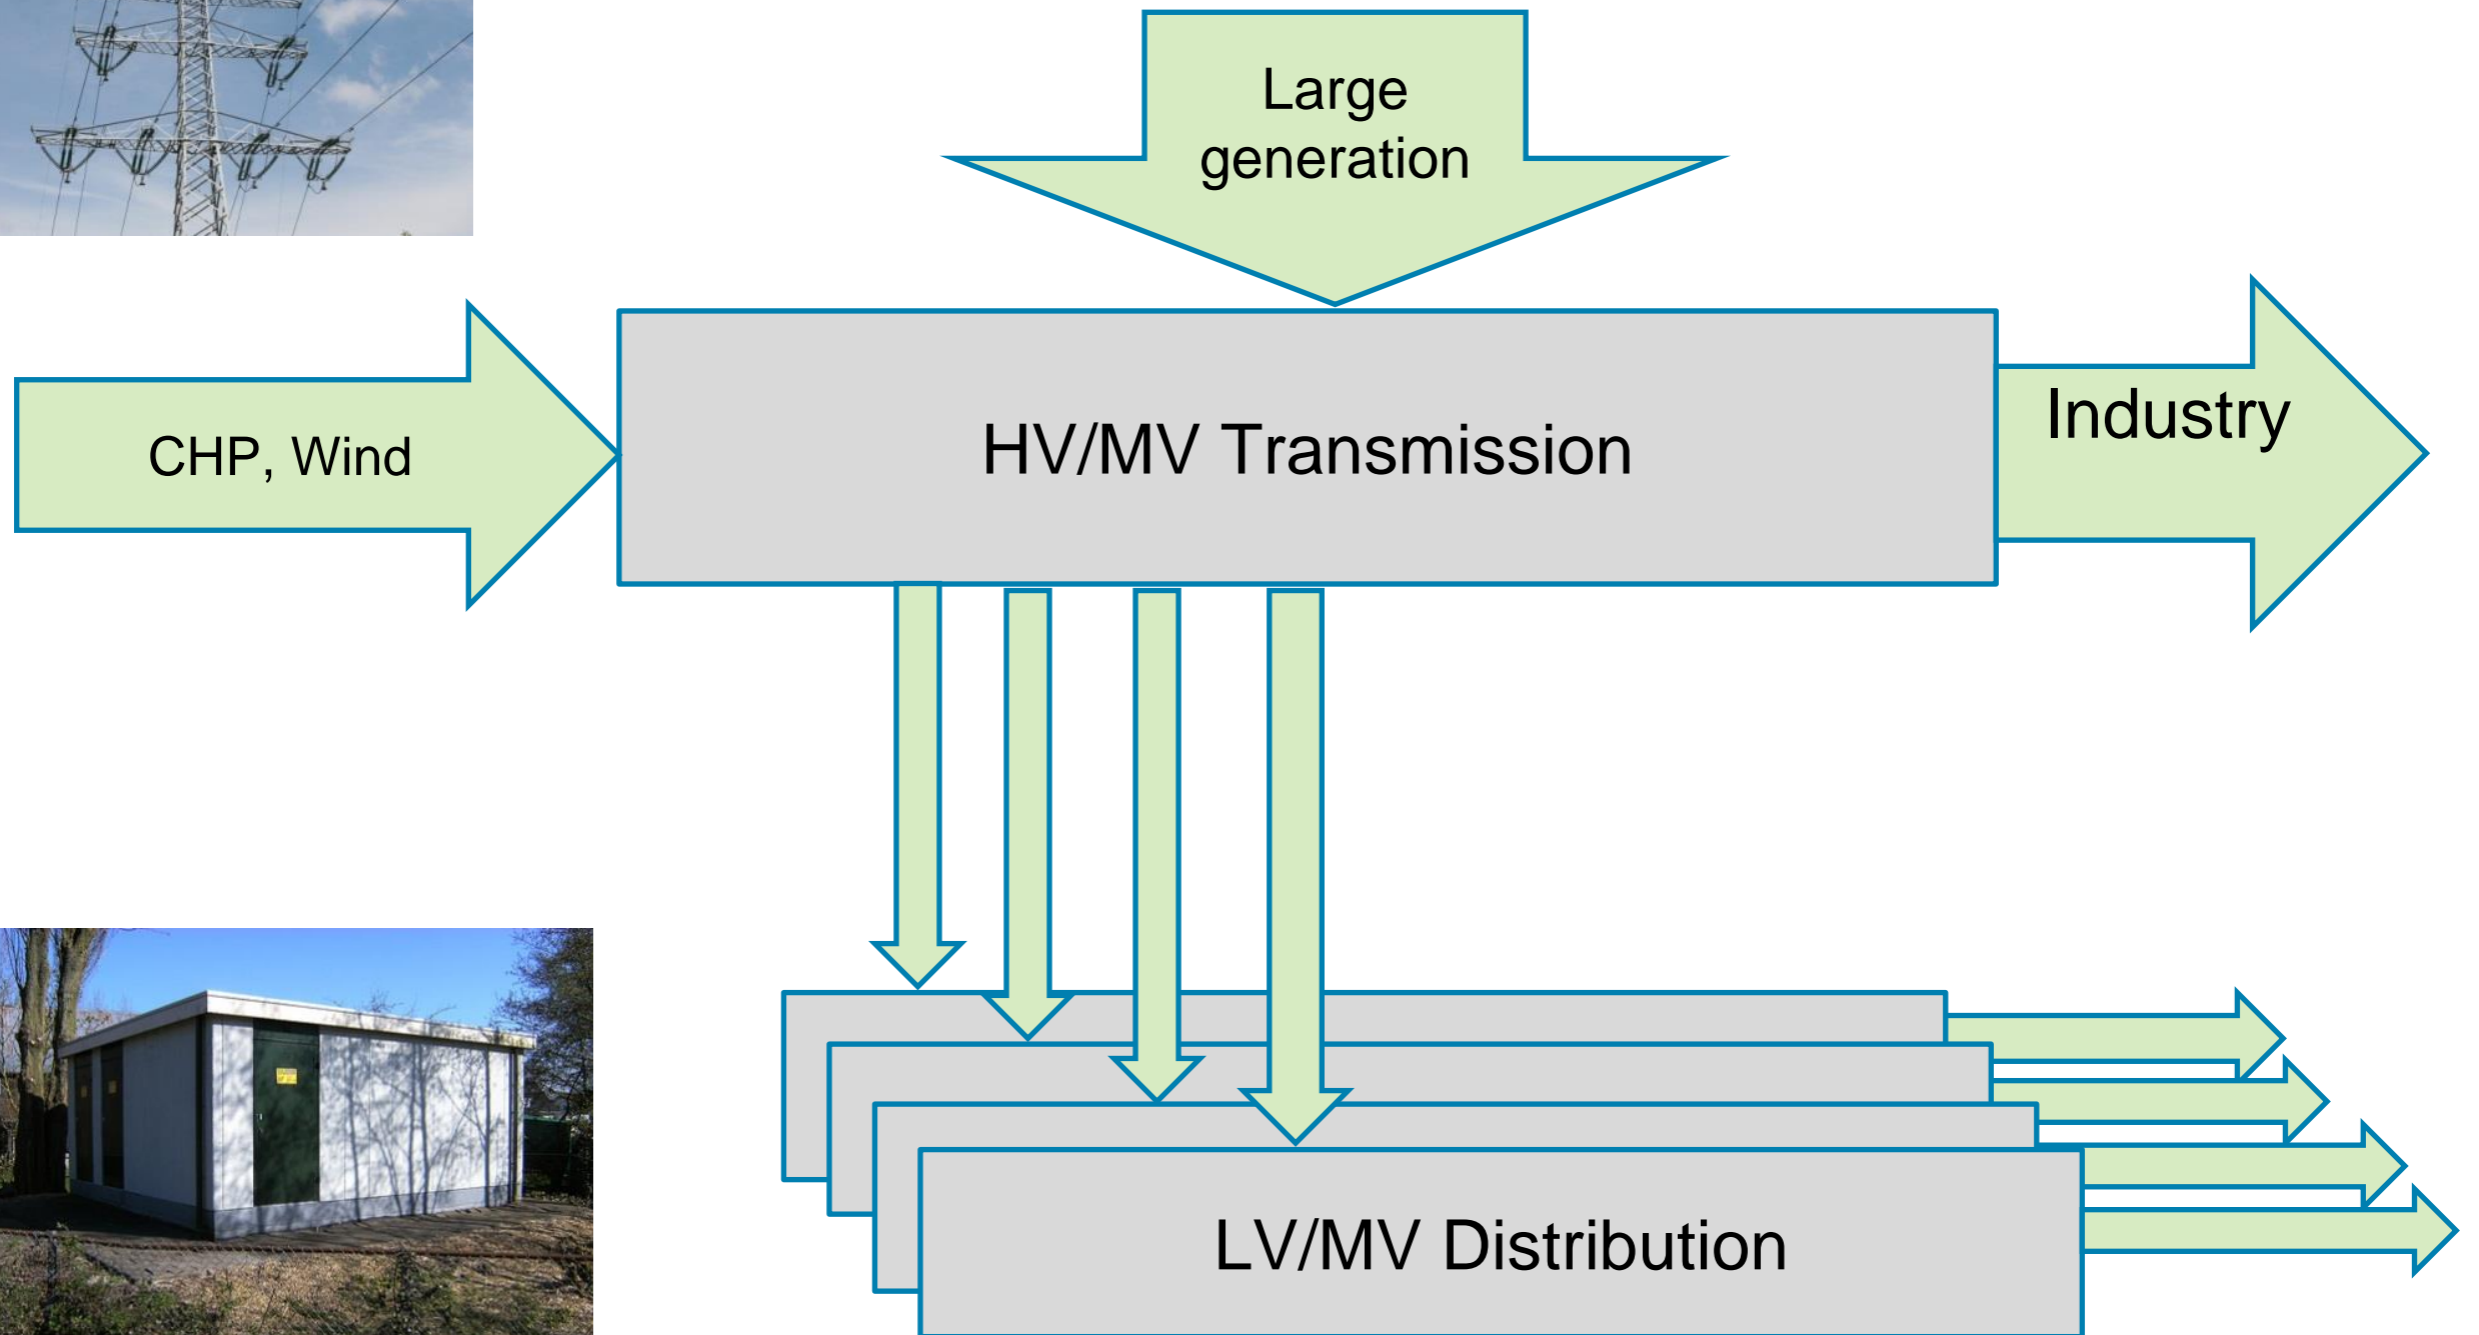 Large
generation
CHP, Wind
HV/MV Transmission
Industry
LV/MV Distribution